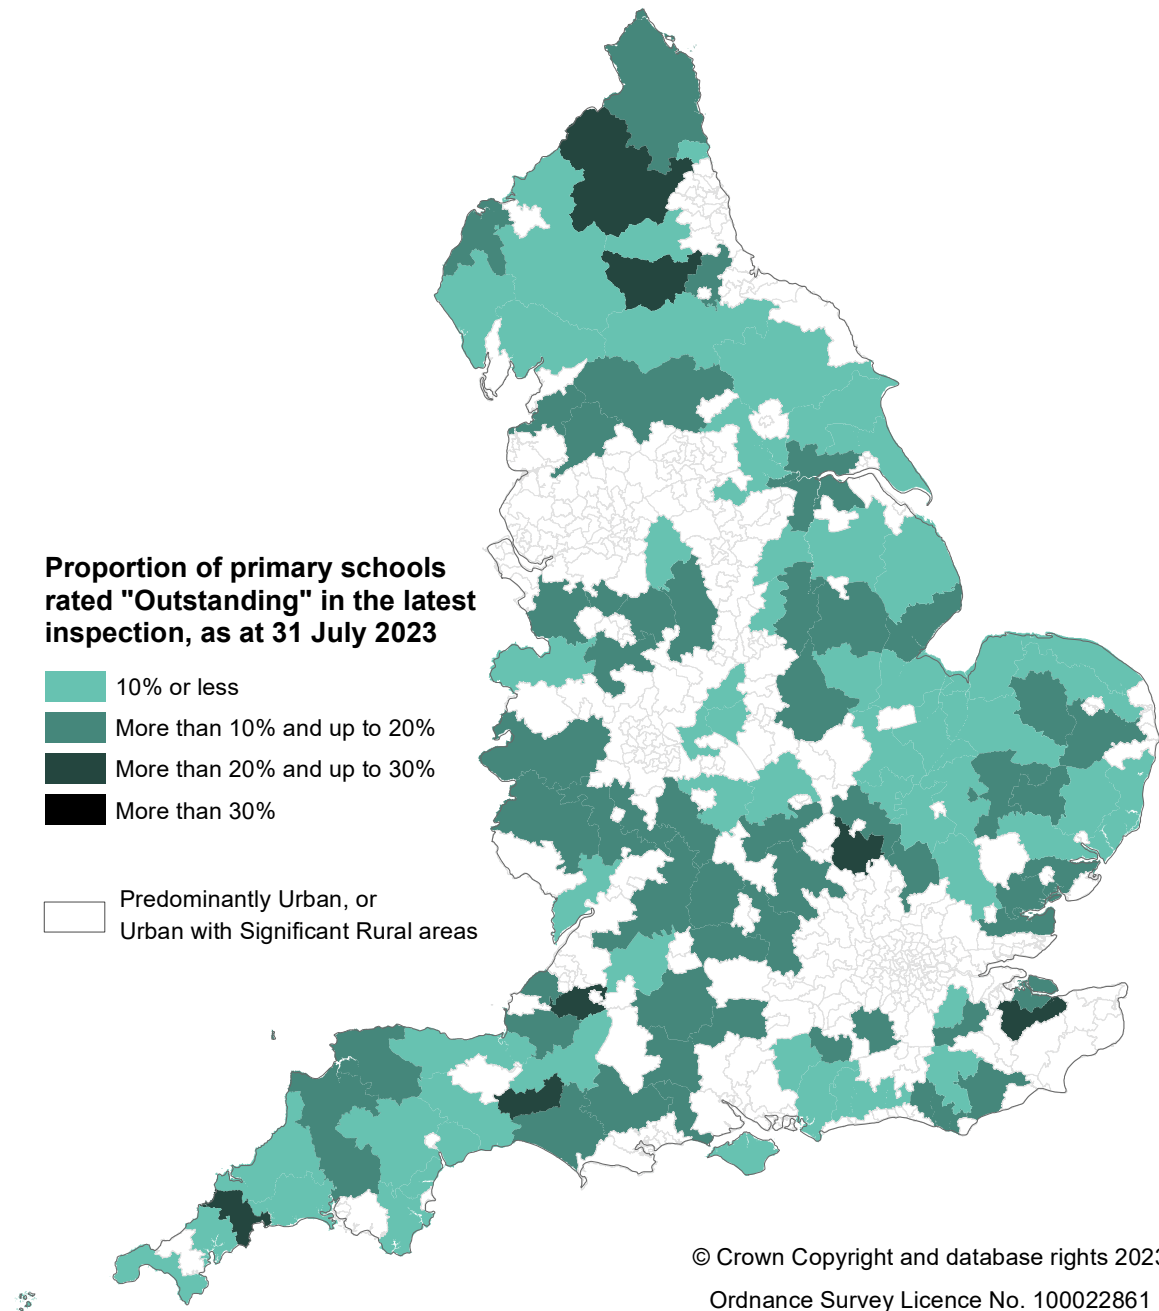 Proportion of primary schools
rated "Outstanding" in the latest
inspection, as at 31 July 2023
10% or less
More than 10% and up to 20%
More than 20% and up to 30%
More than 30%
Predominantly Urban, or
Urban with Significant Rural areas
© Crown Copyright and database rights 2023
Ordnance Survey Licence No. 100022861